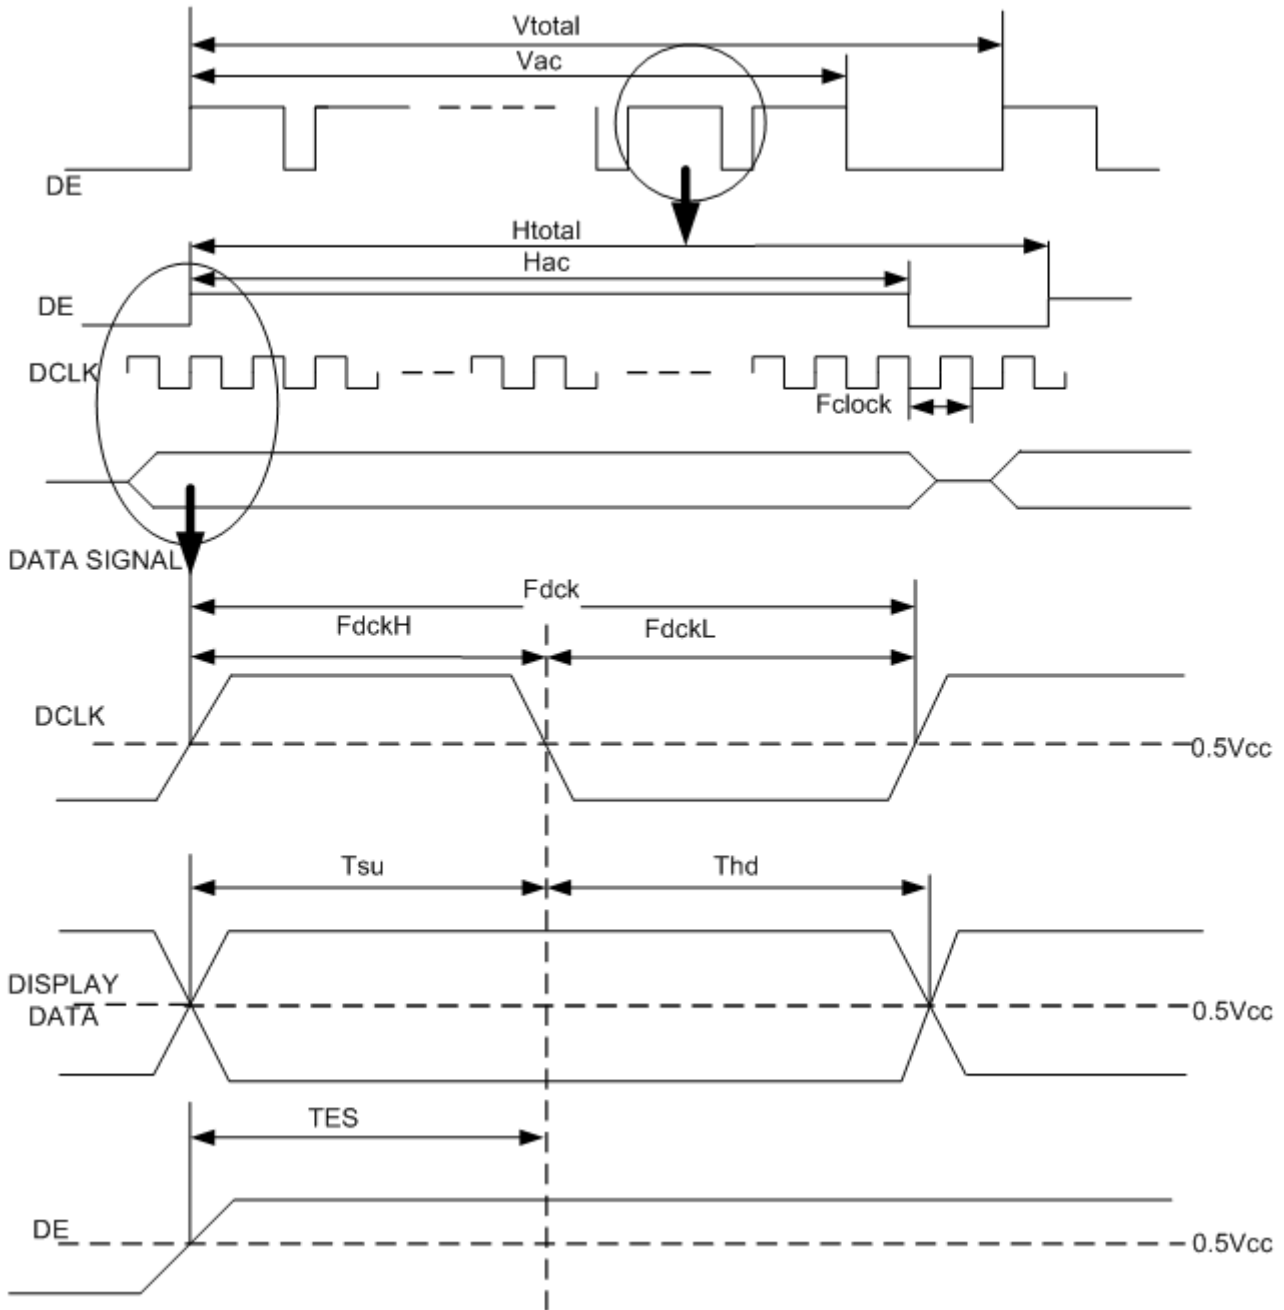 Vtotal
Vac
DE
Htotal
Hac
DE
DCLK
Fclock
DATA SIGNAL
Fdck
FdckH
FdckL
DCLK
0.5Vcc
Tsu
Thd
DISPLAY
DATA
0.5Vcc
TES
DE
0.5Vcc